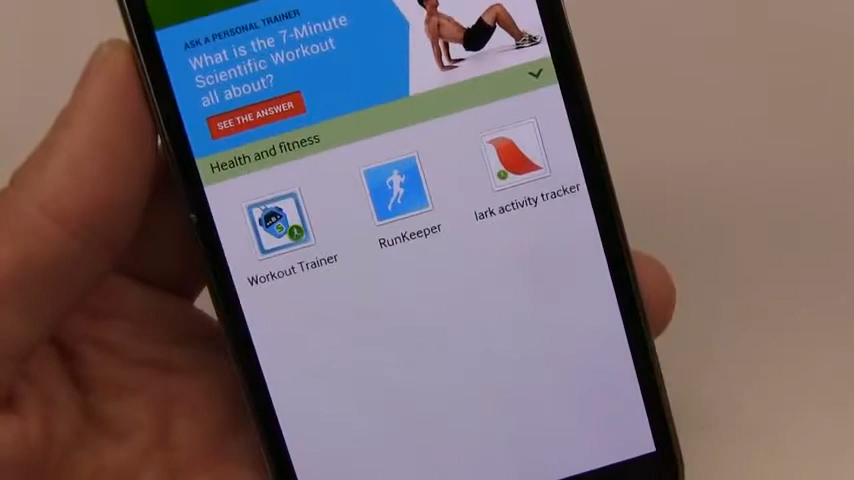 ASK A PERSONAL TRAINER
What is the 7-Minute
Scientific Workout
all about?
SEE THE ANSWER
Health and fitness
Workout Trainer
RunKeeper
lark activity tracker